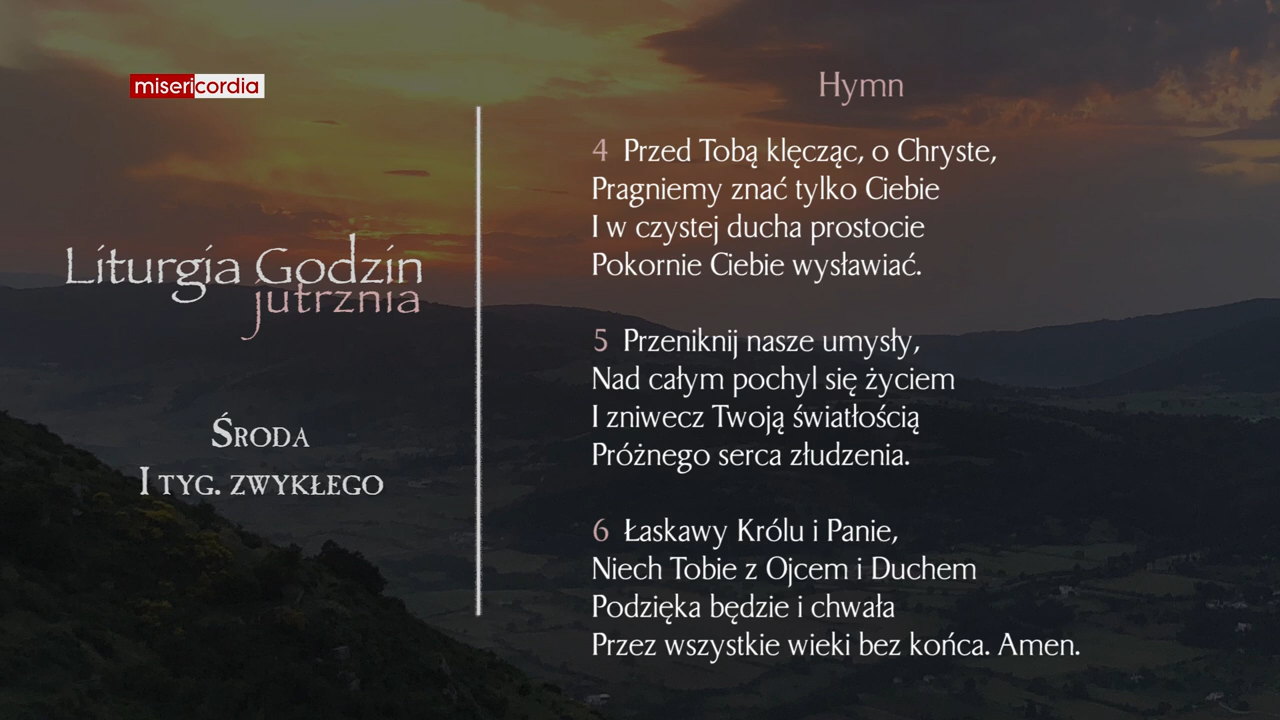 misericordia
Liturgia Godzin
jutrznia
Środa
I tyg. zwykłego
Hymn
4 Przed Tobą klęcząc, o Chryste,
Pragniemy znać tylko Ciebie
I w czystej ducha prostocie
Pokornie Ciebie wysławiać.
5 Przeniknij nasze umysły,
Nad całym pochyl się życiem
I zniwecz Twoją światłością
Próżnego serca złudzenia.
6 Łaskawy Królu i Panie,
Niech Tobie z Ojcem i Duchem
Podzięka będzie i chwała
Przez wszystkie wieki bez końca. Amen.